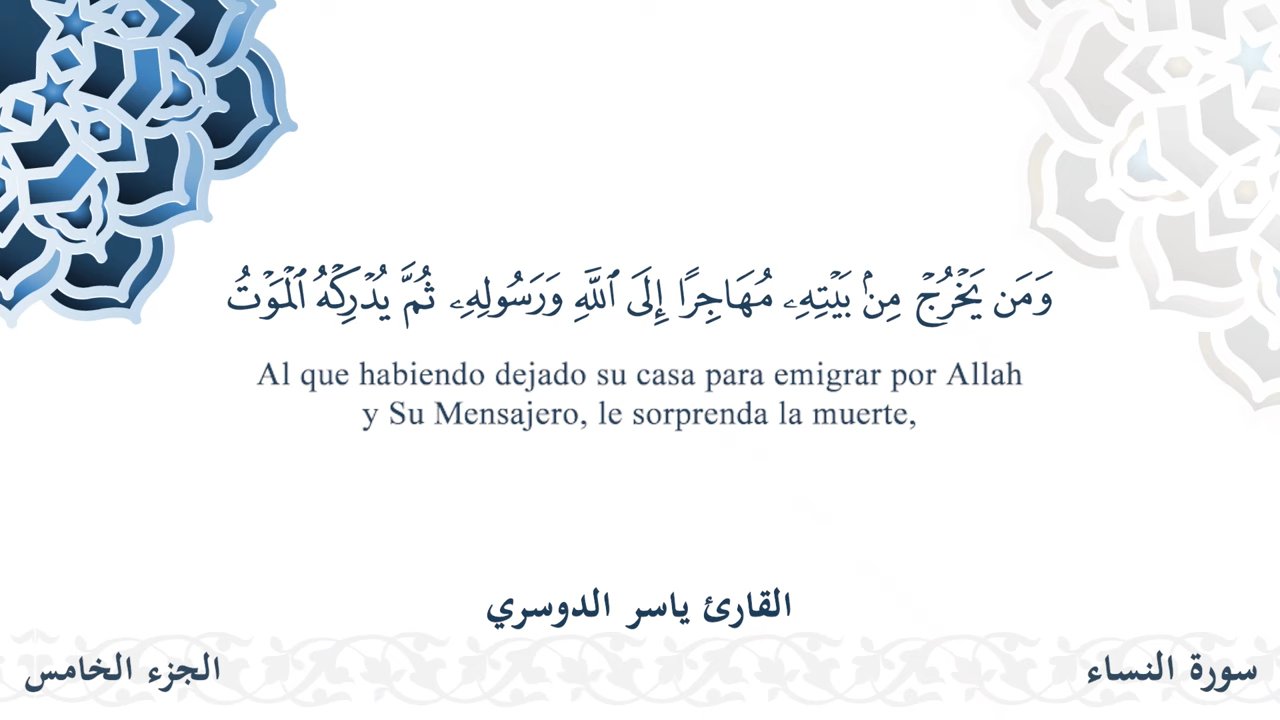 وَمَن يَخْرُجْ مِنۢ بَيْتِهِۦ مُهَاجِرًا إِلَى ٱللَّهِ وَرَسُولِهِۦ ثُمَّ يُدْرِكْهُ ٱلْمَوْتُ
Al que habiendo dejado su casa para emigrar por Allah
y Su Mensajero, le sorprenda la muerte,
القارئ ياسر الدوسري
سورة النساء
الجزء الخامس